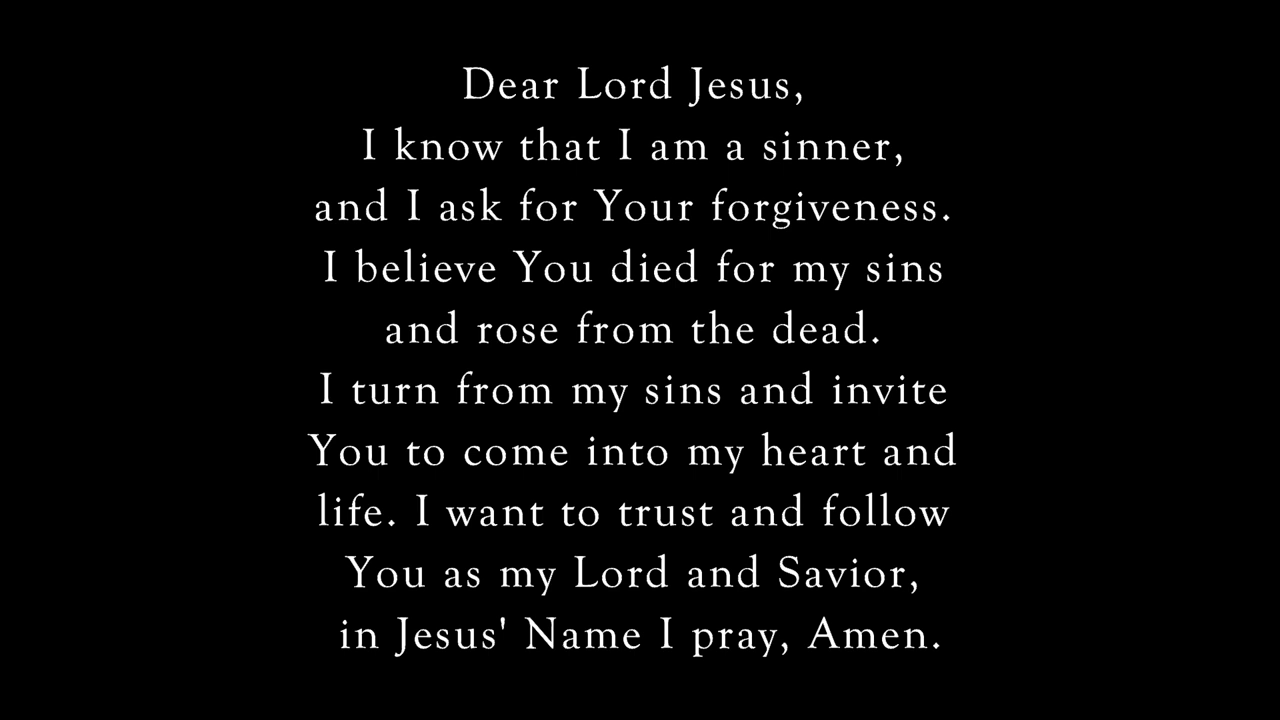 Dear Lord Jesus,
I know that I am a sinner,
and I ask for Your forgiveness.
I believe You died for my sins
and rose from the dead.
I turn from my sins and invite
You to come into my heart and
life. I want to trust and follow
You as my Lord and Savior,
in Jesus' Name I pray, Amen.